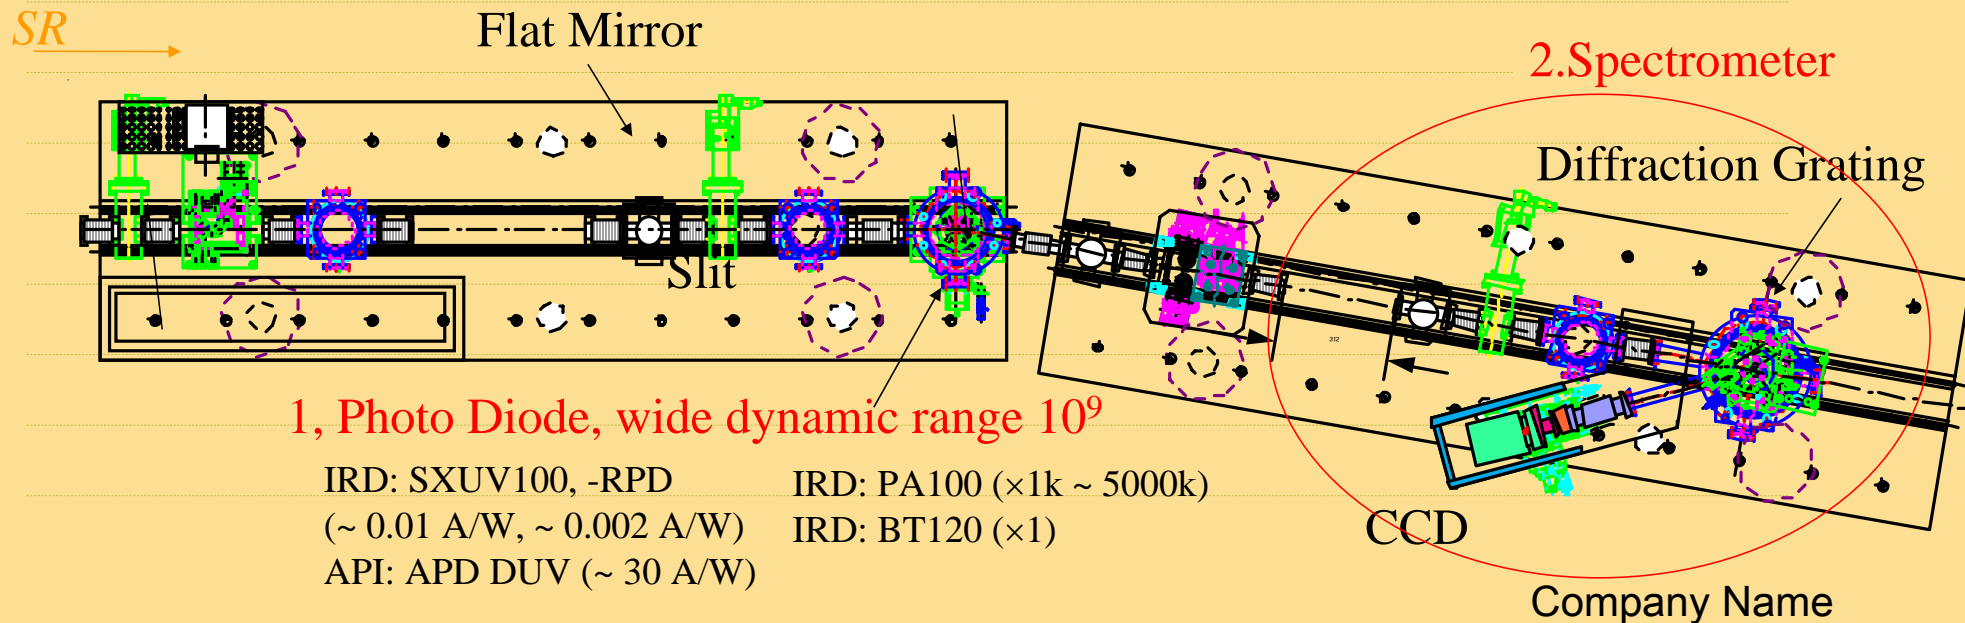 SR
Flat Mirror
2.Spectrometer
Diffraction Grating
Slit
312
1, Photo Diode, wide dynamic range 10⁹
IRD: SXUV100, -RPD
(~ 0.01 A/W, ~ 0.002 A/W)
API: APD DUV (~ 30 A/W)
IRD: PA100 (×1k ~ 5000k)
IRD: BT120 (×1)
CCD
Company Name